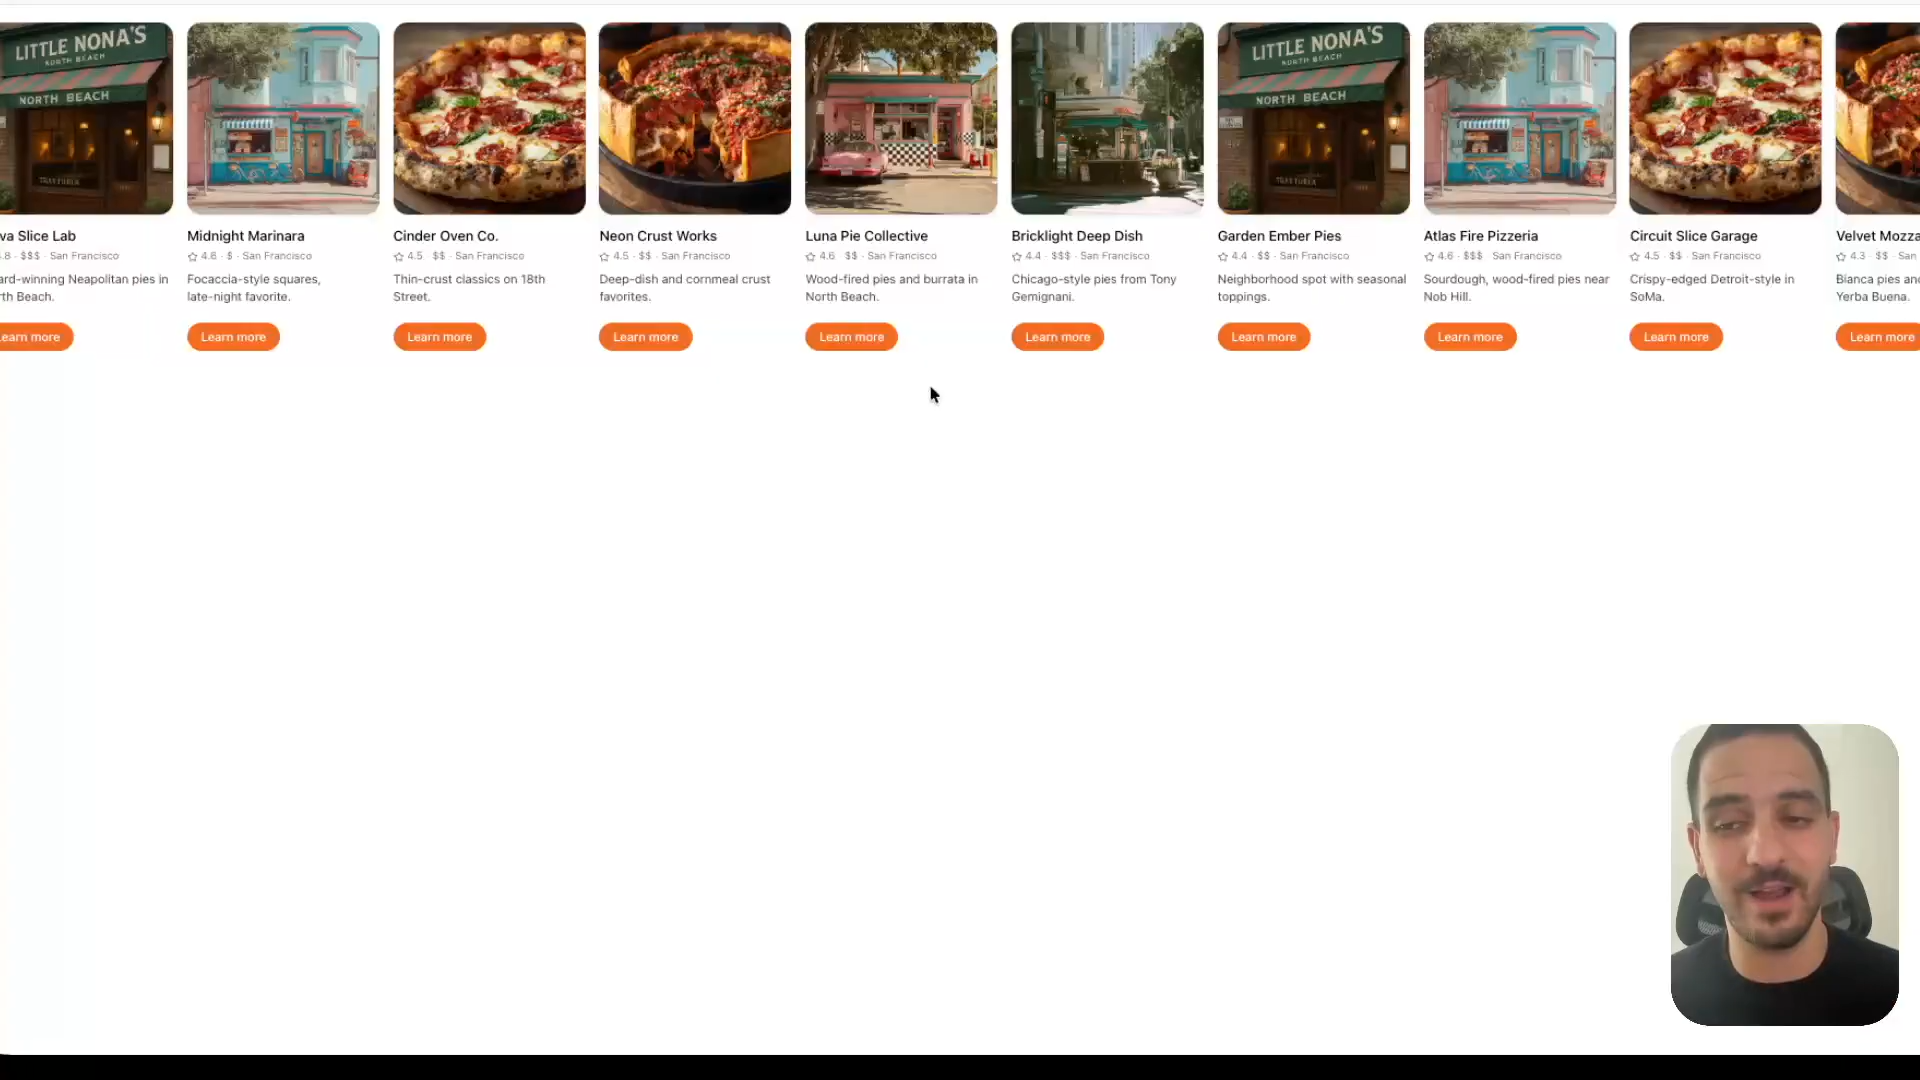 LITTLE NONA'S
NORTH BEACH
NORTH BEACH
TRATTORIA
va Slice Lab
.8 · $$$ · San Francisco
ard-winning Neapolitan pies in
rth Beach.
earn more
Midnight Marinara
4.6 · $ · San Francisco
Focaccia-style squares,
late-night favorite.
Learn more
Cinder Oven Co.
4.5 · $$ · San Francisco
Thin-crust classics on 18th
Street.
Learn more
Neon Crust Works
4.5 · $$ · San Francisco
Deep-dish and cornmeal crust
favorites.
Learn more
Luna Pie Collective
4.6 · $$ · San Francisco
Wood-fired pies and burrata in
North Beach.
Learn more
Bricklight Deep Dish
4.4 · $$$ · San Francisco
Chicago-style pies from Tony
Gemignani.
Learn more
LITTLE NONA'S
NORTH BEACH
NORTH BEACH
TRATTORIA
Garden Ember Pies
4.4 · $$ · San Francisco
Neighborhood spot with seasonal
toppings.
Learn more
Atlas Fire Pizzeria
4.6 · $$$ · San Francisco
Sourdough, wood-fired pies near
Nob Hill.
Learn more
Circuit Slice Garage
4.5 · $$ · San Francisco
Crispy-edged Detroit-style in
SoMa.
Learn more
Velvet Mozza
4.3 · $$ · San
Bianca pies and
Yerba Buena.
Learn more